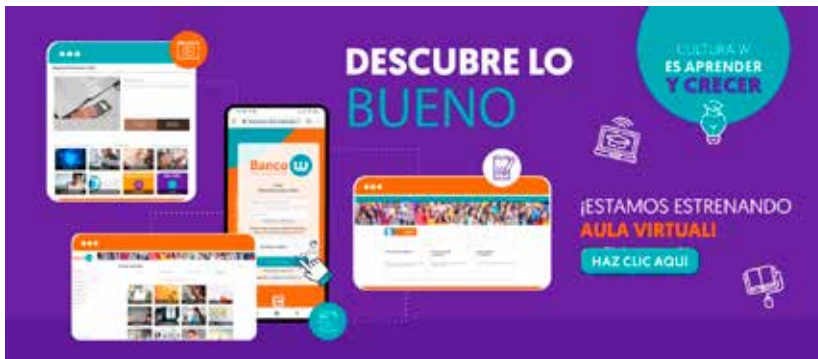 DESCUBRE LO
BUENO
CULTURA W
ES APRENDER
Y CRECER
Banco W
¡ESTAMOS ESTRENANDO
AULA VIRTUAL!
HAZ CLIC AQUÍ